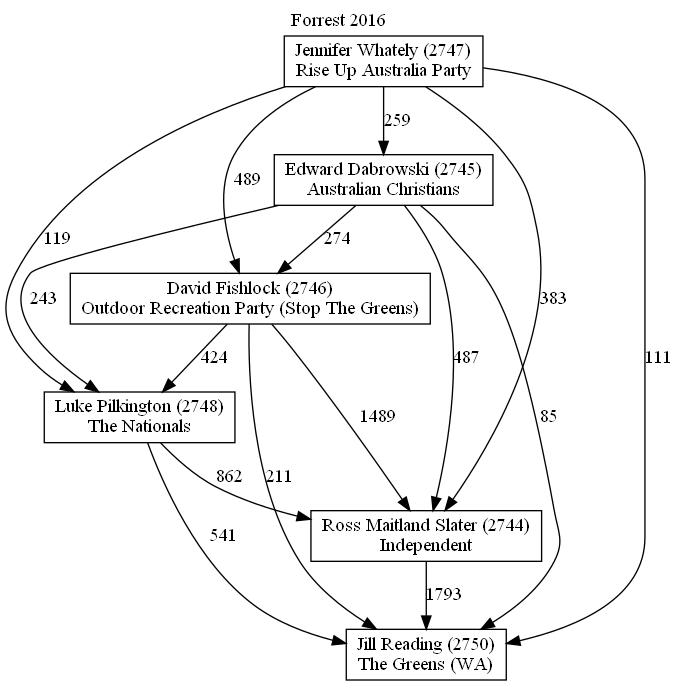 Forrest 2016
Jennifer Whately (2747)
Rise Up Australia Party
259
Edward Dabrowski (2745)
Australian Christians
489
119
274
243
383
David Fishlock (2746)
Outdoor Recreation Party (Stop The Greens)
424
487
111
Luke Pilkington (2748)
The Nationals
1489
85
862
211
541
Ross Maitland Slater (2744)
Independent
1793
Jill Reading (2750)
The Greens (WA)